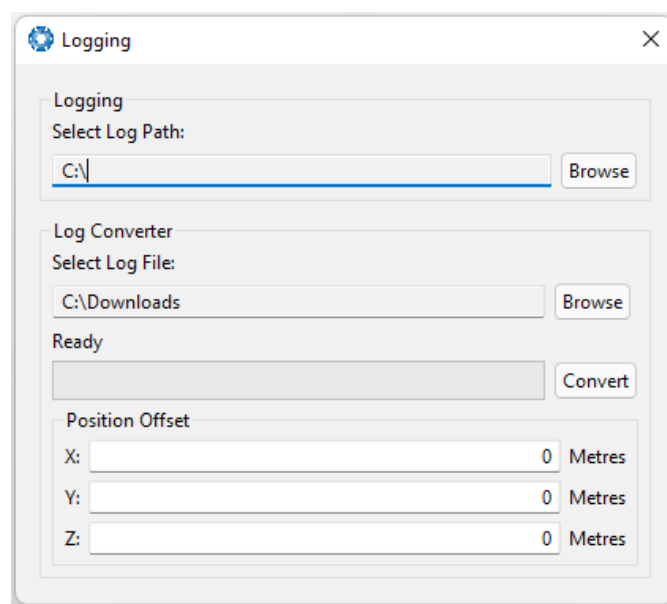 Logging
Logging
Select Log Path:
C:\ Browse
Log Converter
Select Log File:
C:\Downloads Browse
Ready
Convert
Position Offset
X: 0 Metres
Y: 0 Metres
Z: 0 Metres